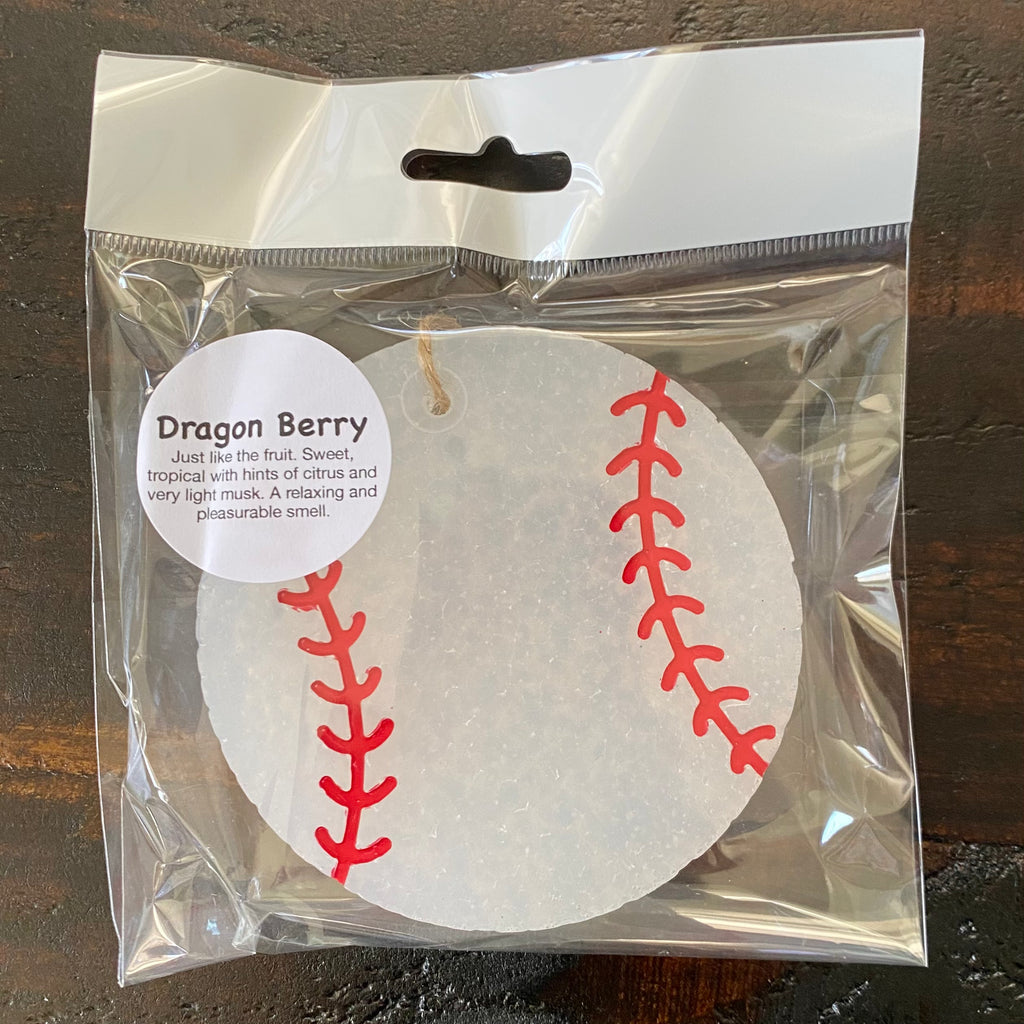 Dragon Berry
Just like the fruit. Sweet,
tropical with hints of citrus and
very light musk. A relaxing and
pleasurable smell.